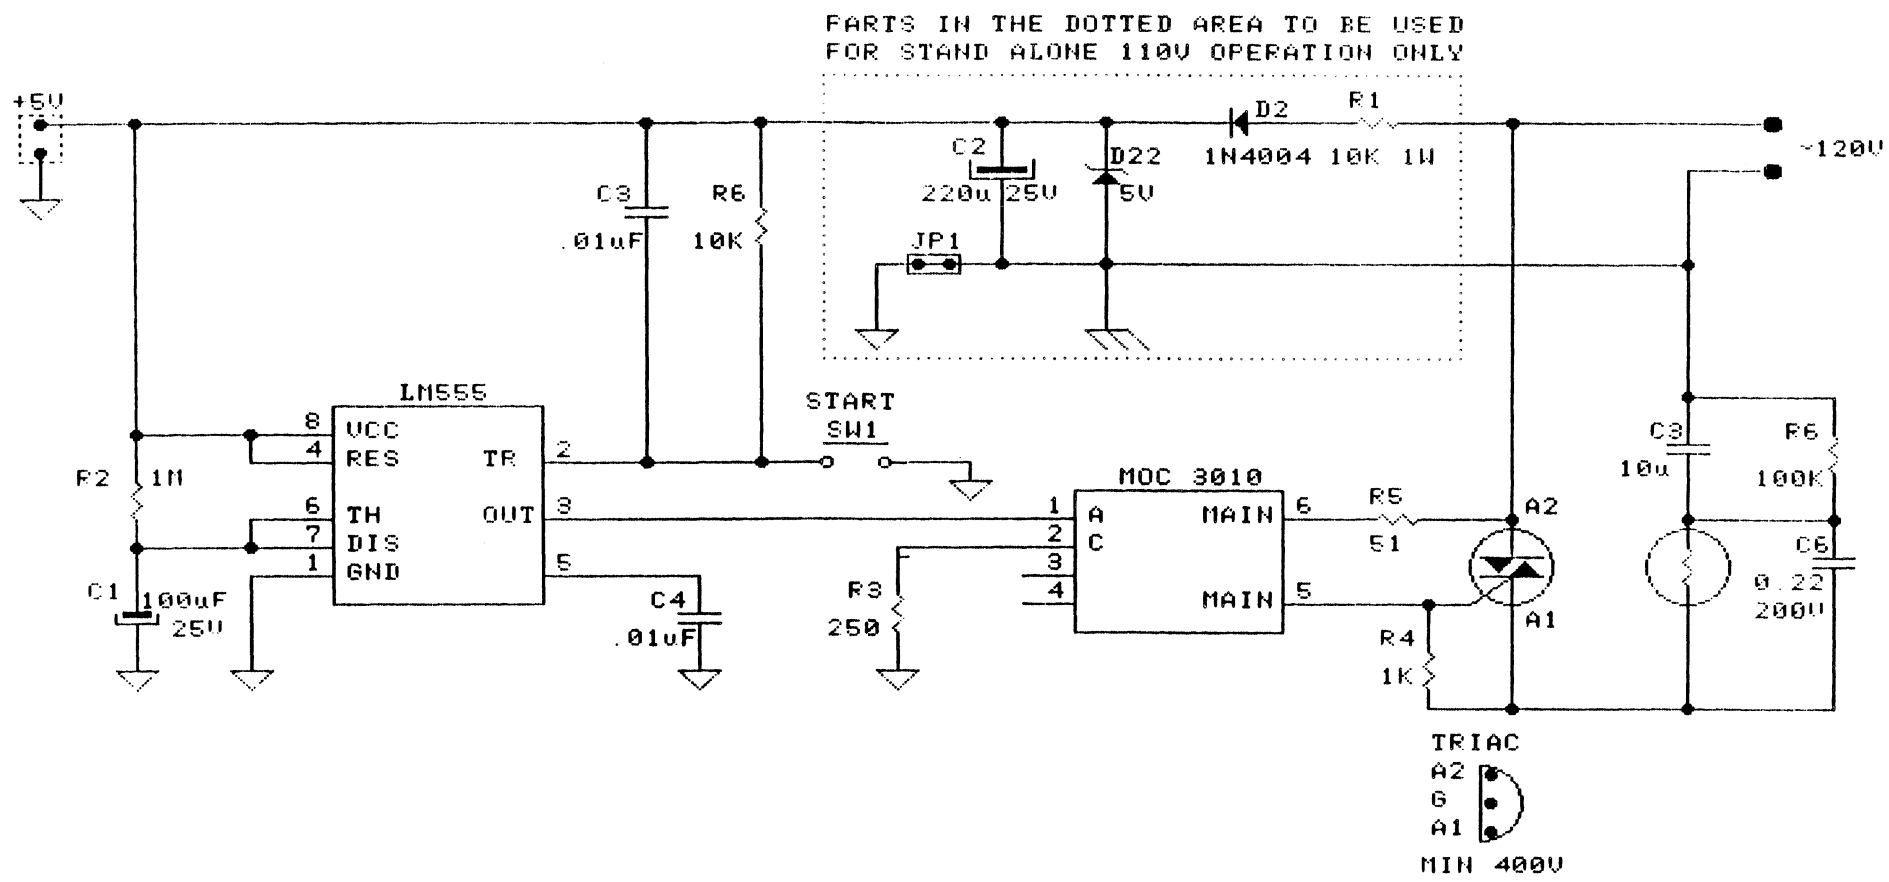 PARTS IN THE DOTTED AREA TO BE USED
FOR STAND ALONE 110V OPERATION ONLY
+5V
D2
R1
1N4004 10K 1W
~120V
C2
220u 25V
D22
5V
C3
.01uF
R6
10K
JP1
LM555
8 VCC
4 RES
6 TH
7 DIS
1 GND
TR 2
OUT 3
5
R2 1M
C1 100uF
25V
C4
.01uF
START
SW1
MOC 3010
1 A
2 C
3
4
MAIN 6
MAIN 5
R3
250
R5
51
R4
1K
A2
A1
C3
10u
R6
100K
C6
0.22
200V
TRIAC
A2
G
A1
MIN 400V